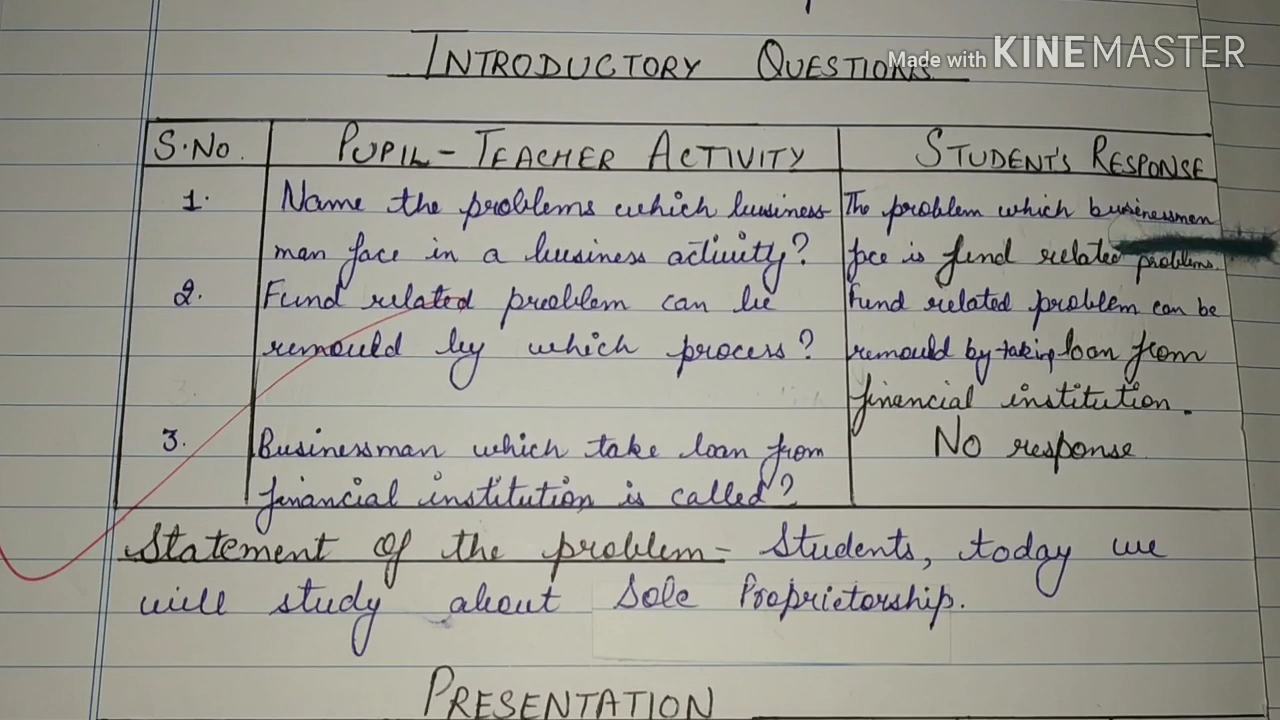 INTRODUCTORY QUESTIONS
Made with KINEMASTER
S.No. PUPIL-TEACHER ACTIVITY STUDENT'S RESPONSE
1. Name the problems which business The problem which businessmen
man face in a business activity? face is fund related problems.
2. Fund related problem can be Fund related problem can be
remould by which process? remould by taking loan from
financial institution.
3. Businessman which take loan from No response
financial institution is called?
Statement of the problem - Students, today we
will study about Sole Proprietorship.
PRESENTATION